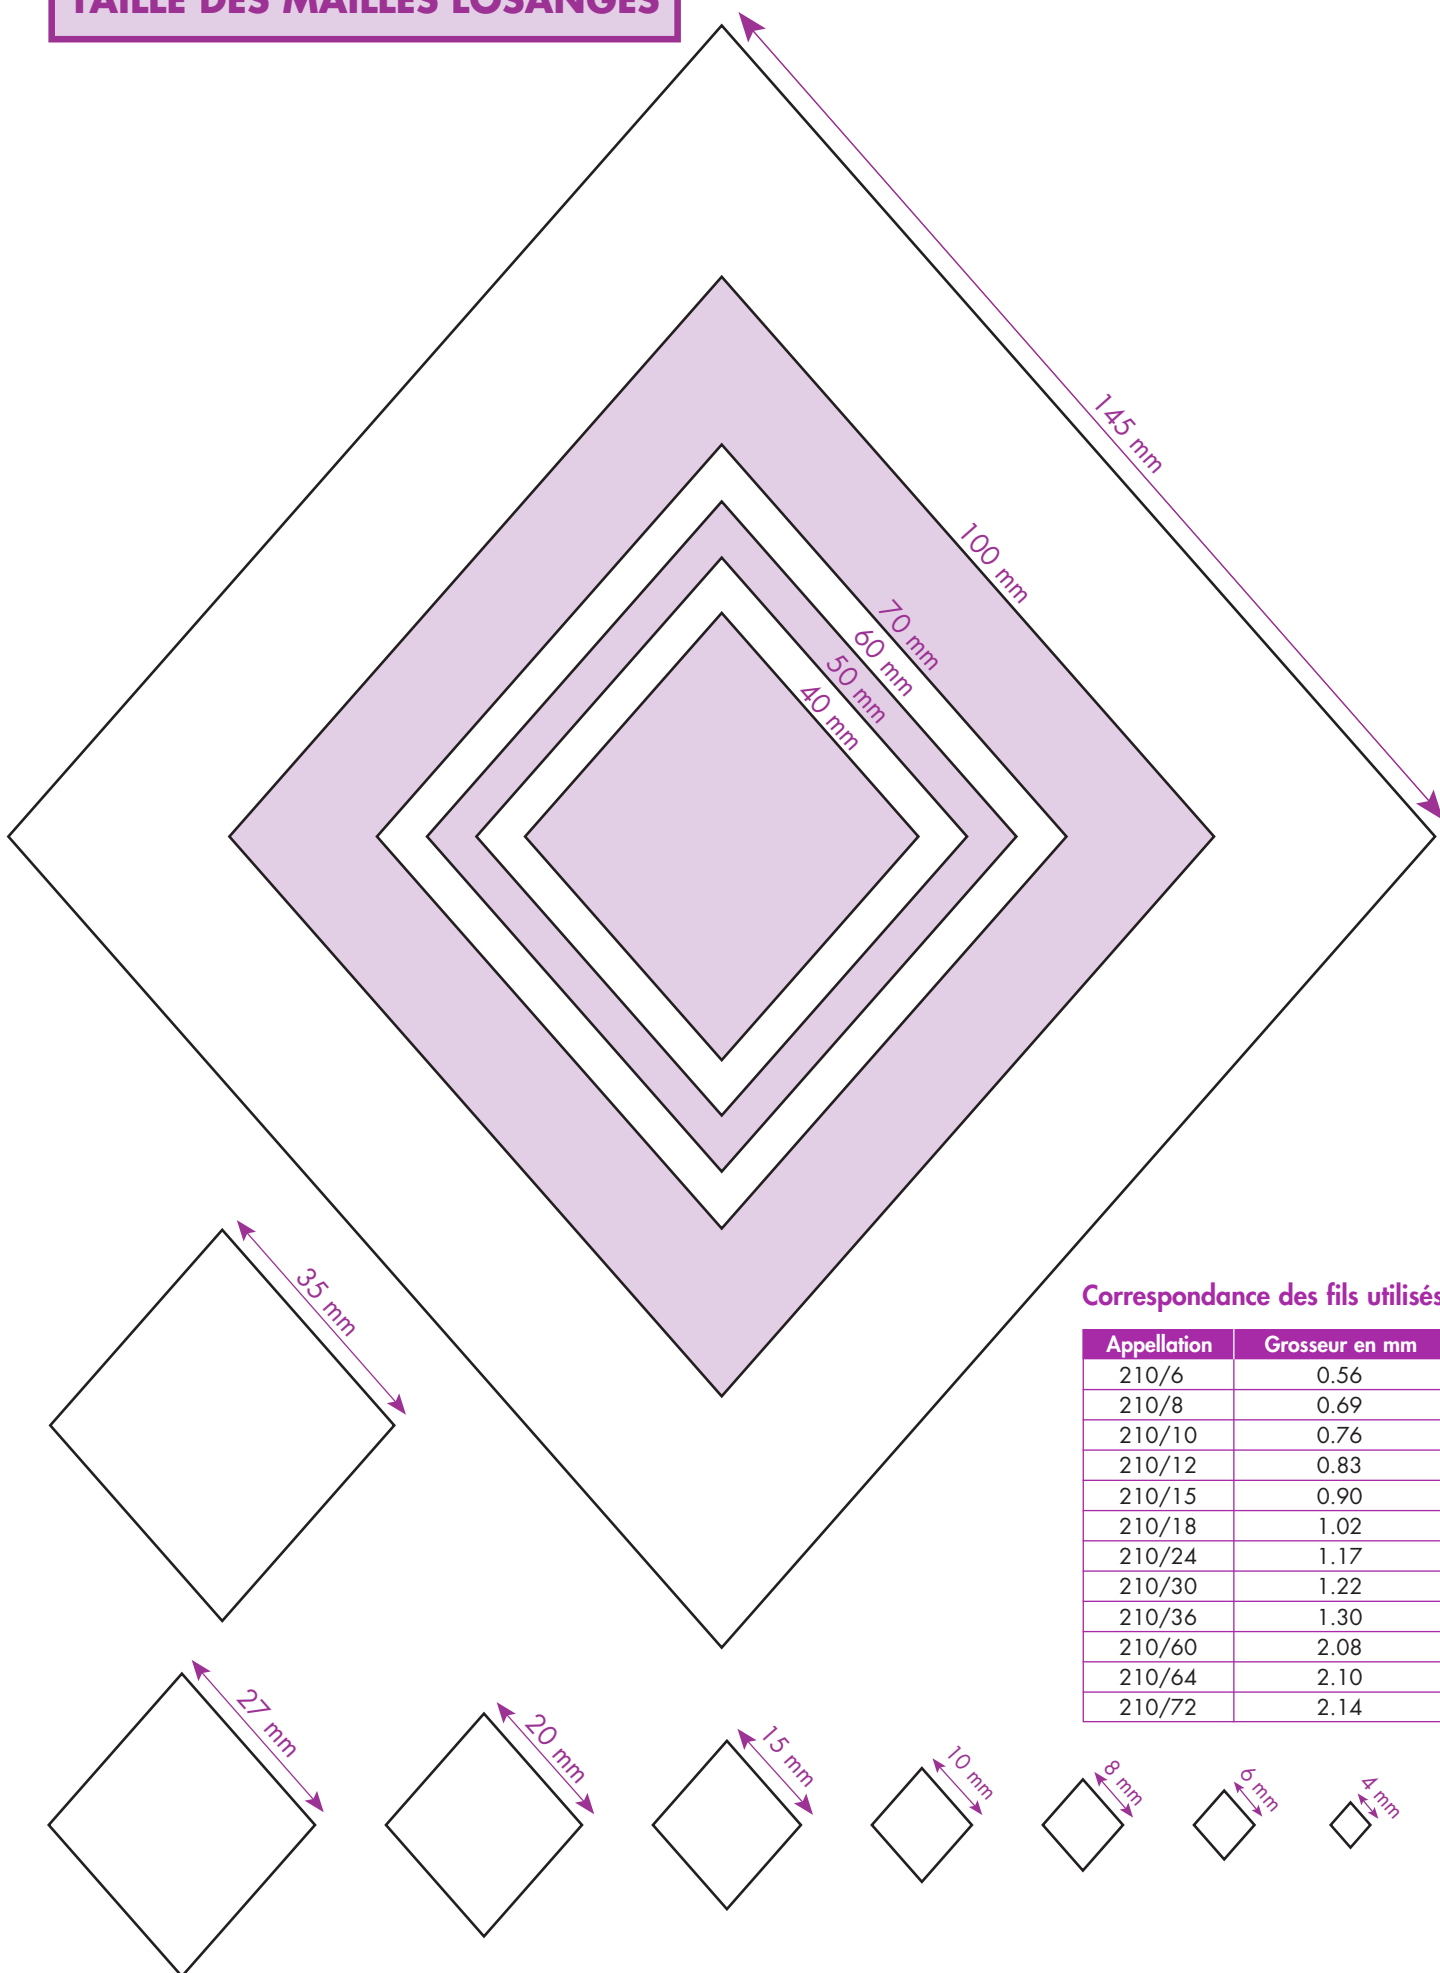 TAILLE DES MAILLES LOSANGES
145 mm
100 mm
70 mm
60 mm
50 mm
40 mm
35 mm
Correspondance des fils utilisés
Appellation Grosseur en mm
210/6 0.56
210/8 0.69
210/10 0.76
210/12 0.83
210/15 0.90
210/18 1.02
210/24 1.17
210/30 1.22
210/36 1.30
210/60 2.08
210/64 2.10
210/72 2.14
27 mm
20 mm
15 mm
10 mm
8 mm
6 mm
4 mm